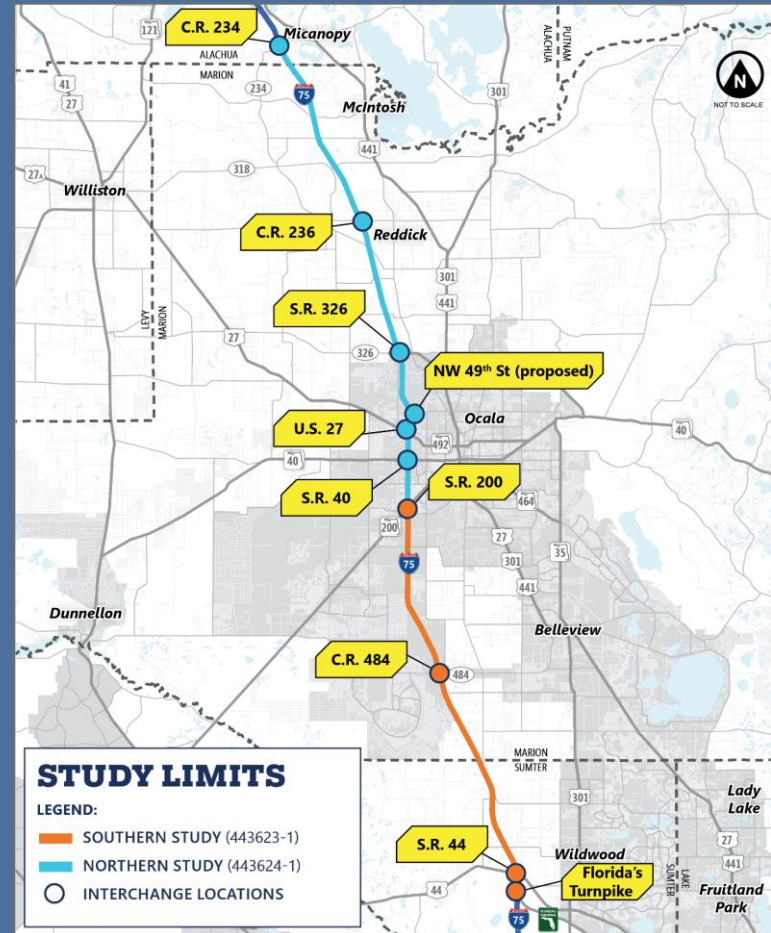 C.R. 234
Micanopy
121
ALACHUA
MARION
PUTNAM
ALACHUA
N
NOT TO SCALE
41
27
234
75
McIntosh
301
441
27A
318
Williston
C.R. 236
Reddick
301
441
S.R. 326
LEVY
MARION
27
326
NW 49th St (proposed)
U.S. 27
Ocala
492
40
40
S.R. 40
S.R. 200
464
200
27
301
441
35
75
Dunnellon
Belleview
C.R. 484
484
MARION
SUMTER
STUDY LIMITS
LEGEND:
SOUTHERN STUDY (443623-1)
NORTHERN STUDY (443624-1)
INTERCHANGE LOCATIONS
301
Lady
Lake
27
441
S.R. 44
Wildwood
Florida's
Turnpike
LAKE
SUMTER
44
Fruitland
Park
75